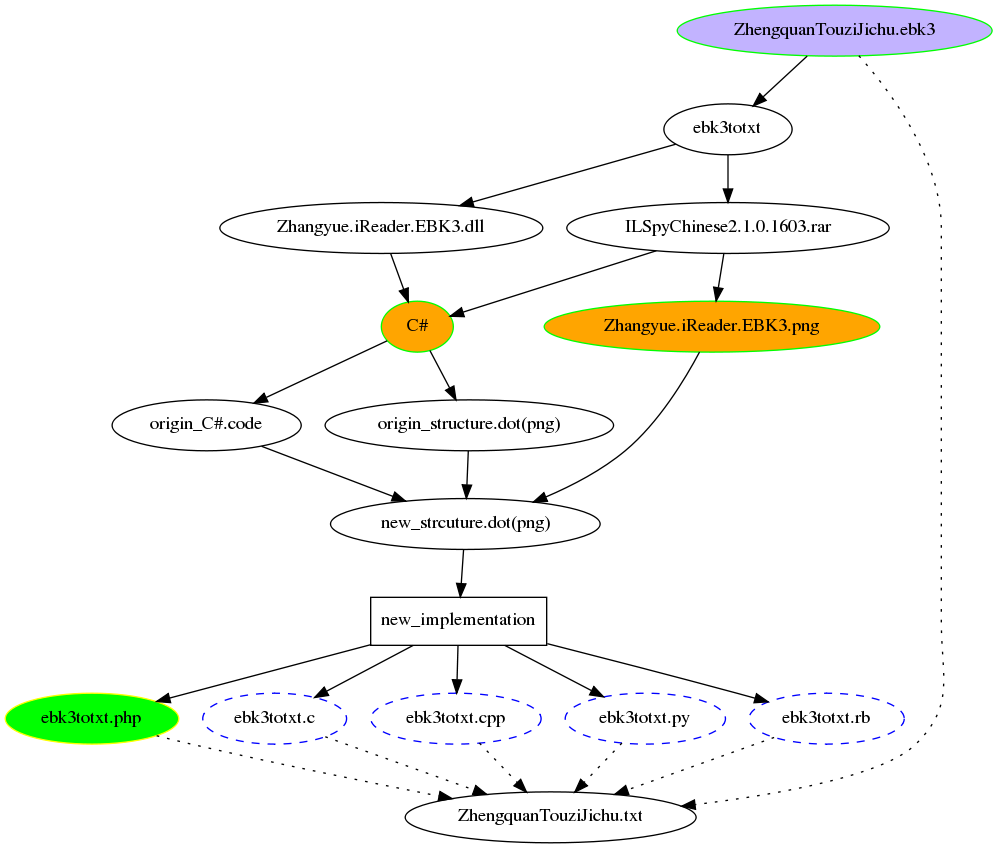 ZhengquanTouziJichu.ebk3
ebk3totxt
Zhangyue.iReader.EBK3.dll
ILSpyChinese2.1.0.1603.rar
C#
Zhangyue.iReader.EBK3.png
origin_C#.code
origin_structure.dot(png)
new_strcuture.dot(png)
new_implementation
ebk3totxt.php
ebk3totxt.c
ebk3totxt.cpp
ebk3totxt.py
ebk3totxt.rb
ZhengquanTouziJichu.txt